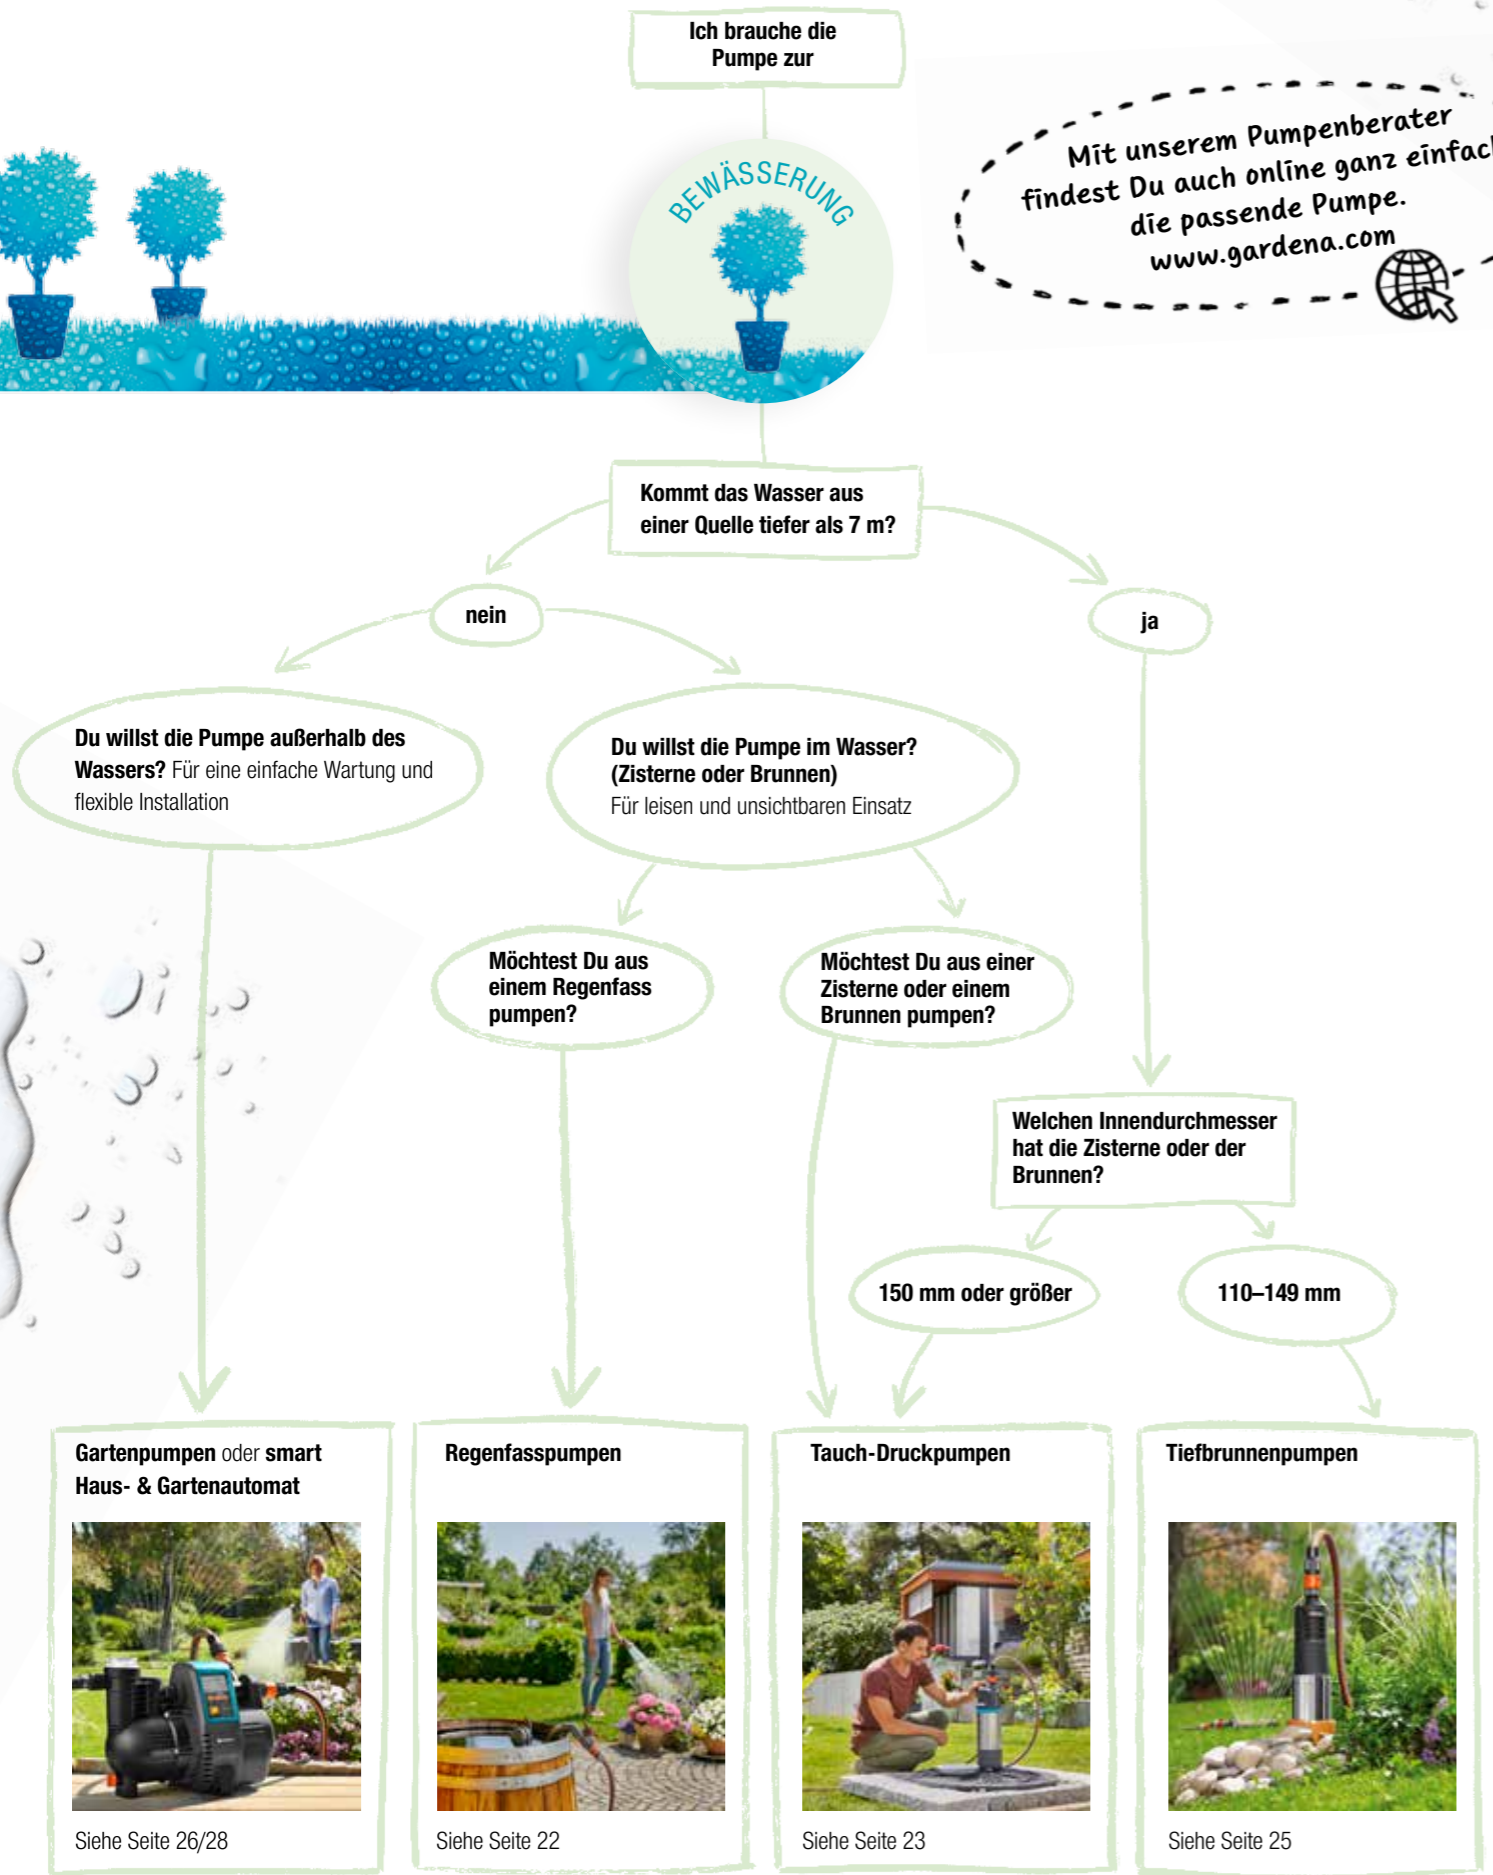 Ich brauche die
Pumpe zur
BEWÄSSERUNG
Mit unserem Pumpenberater
findest Du auch online ganz einfach
die passende Pumpe.
www.gardena.com
Kommt das Wasser aus
einer Quelle tiefer als 7 m?
nein
ja
Du willst die Pumpe außerhalb des
Wassers? Für eine einfache Wartung und
flexible Installation
Du willst die Pumpe im Wasser?
(Zisterne oder Brunnen)
Für leisen und unsichtbaren Einsatz
Möchtest Du aus
einem Regenfass
pumpen?
Möchtest Du aus einer
Zisterne oder einem
Brunnen pumpen?
Welchen Innendurchmesser
hat die Zisterne oder der
Brunnen?
150 mm oder größer
110–149 mm
Gartenpumpen oder smart
Haus- & Gartenautomat
Siehe Seite 26/28
Regenfasspumpen
Siehe Seite 22
Tauch-Druckpumpen
Siehe Seite 23
Tiefbrunnenpumpen
Siehe Seite 25